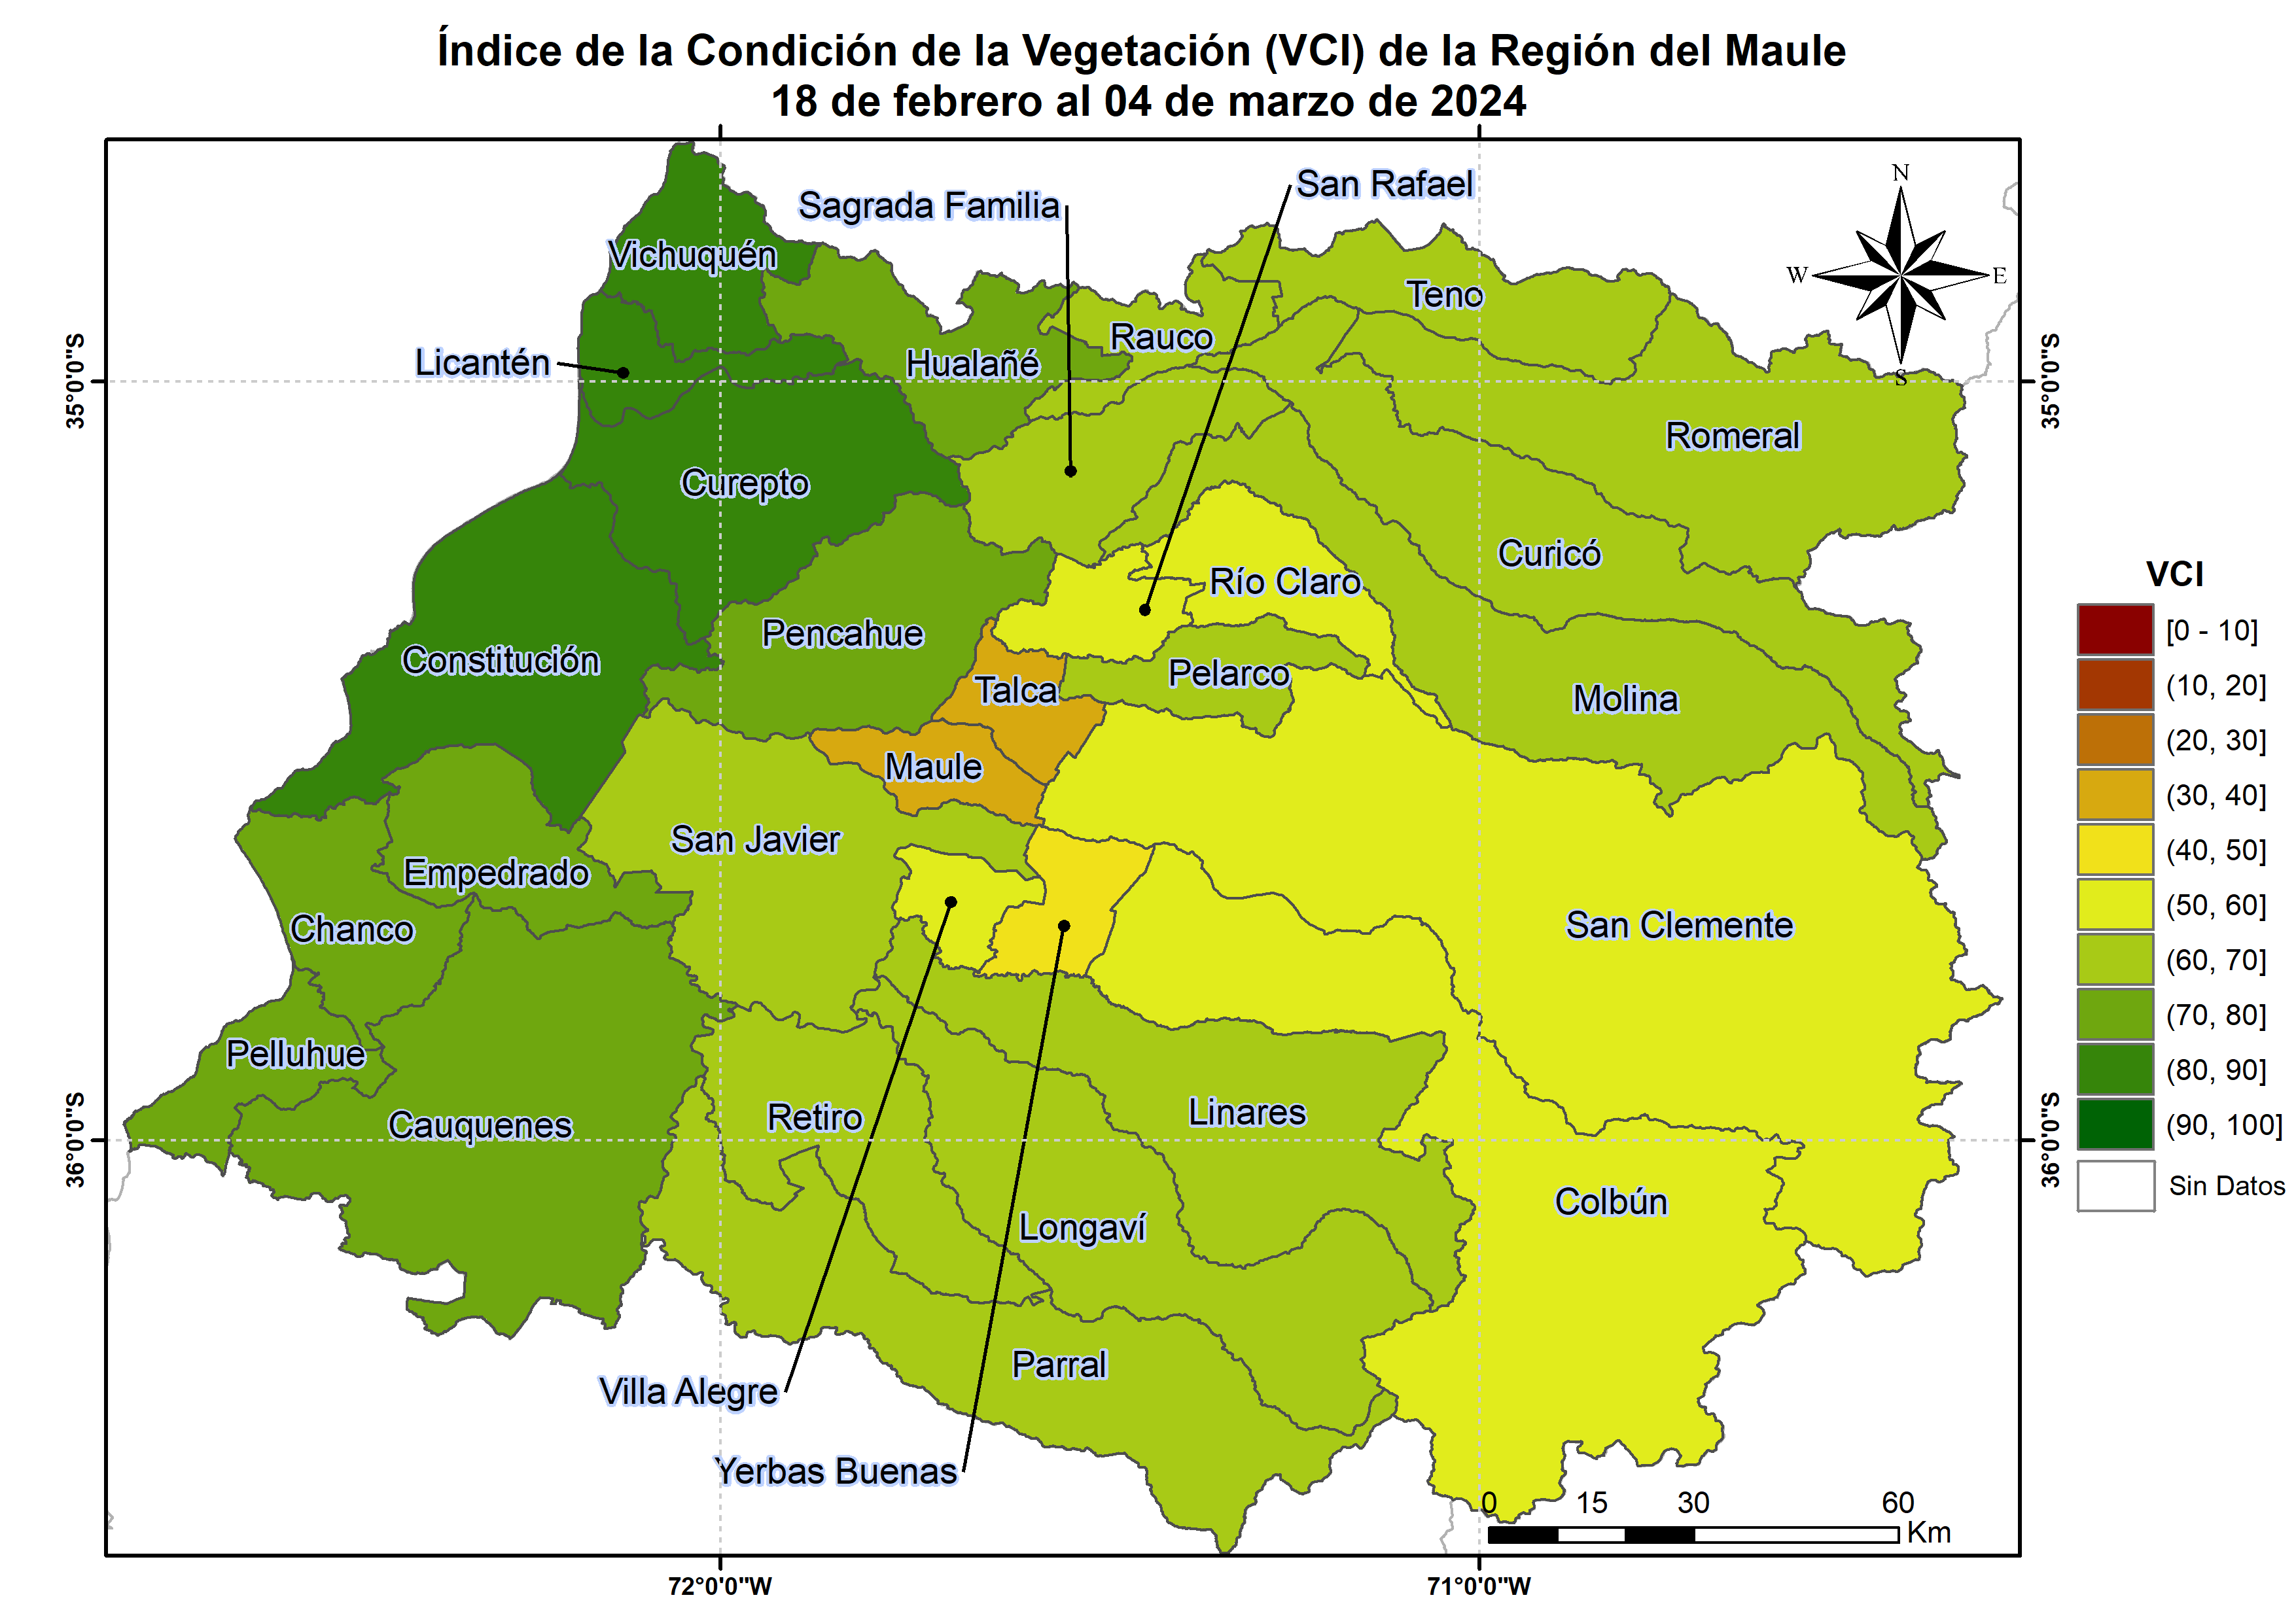 Índice de la Condición de la Vegetación (VCI) de la Región del Maule
18 de febrero al 04 de marzo de 2024
N
W
E
S
San Rafael
Sagrada Familia
Vichuquén
Teno
Rauco
Licantén
Hualañé
Romeral
Curepto
Curicó
Río Claro
Pencahue
Constitución
Pelarco
Talca
Molina
Maule
San Javier
Empedrado
San Clemente
Chanco
Pelluhue
Cauquenes
Retiro
Linares
Colbún
Longaví
Parral
Villa Alegre
Yerbas Buenas
35°0'0"S
35°0'0"S
36°0'0"S
36°0'0"S
72°0'0"W
71°0'0"W
0 15 30 60
Km
VCI
[0 - 10]
(10, 20]
(20, 30]
(30, 40]
(40, 50]
(50, 60]
(60, 70]
(70, 80]
(80, 90]
(90, 100]
Sin Datos